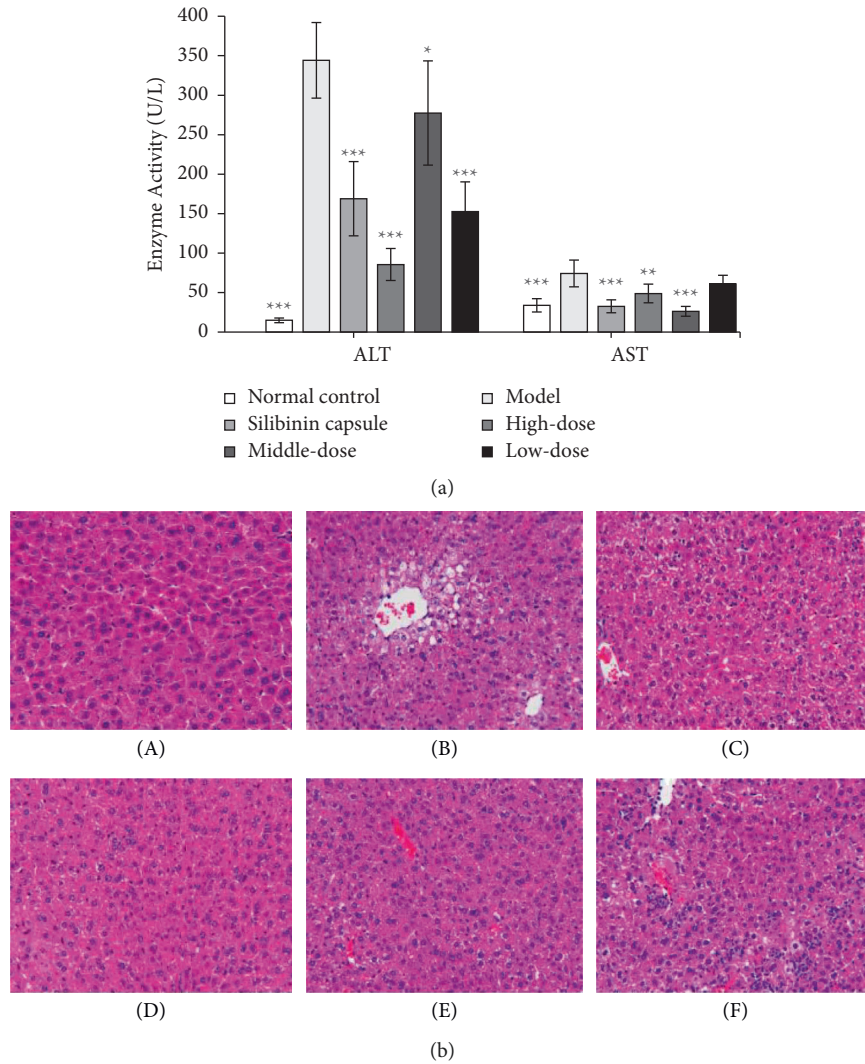 Enzyme Activity (U/L)
400
350
300
250
200
150
100
50
0
***
***
***
*
***
***
***
**
***
ALT
AST
Normal control
Model
Silibinin capsule
High-dose
Middle-dose
Low-dose
(a)
(A)
(B)
(C)
(D)
(E)
(F)
(b)